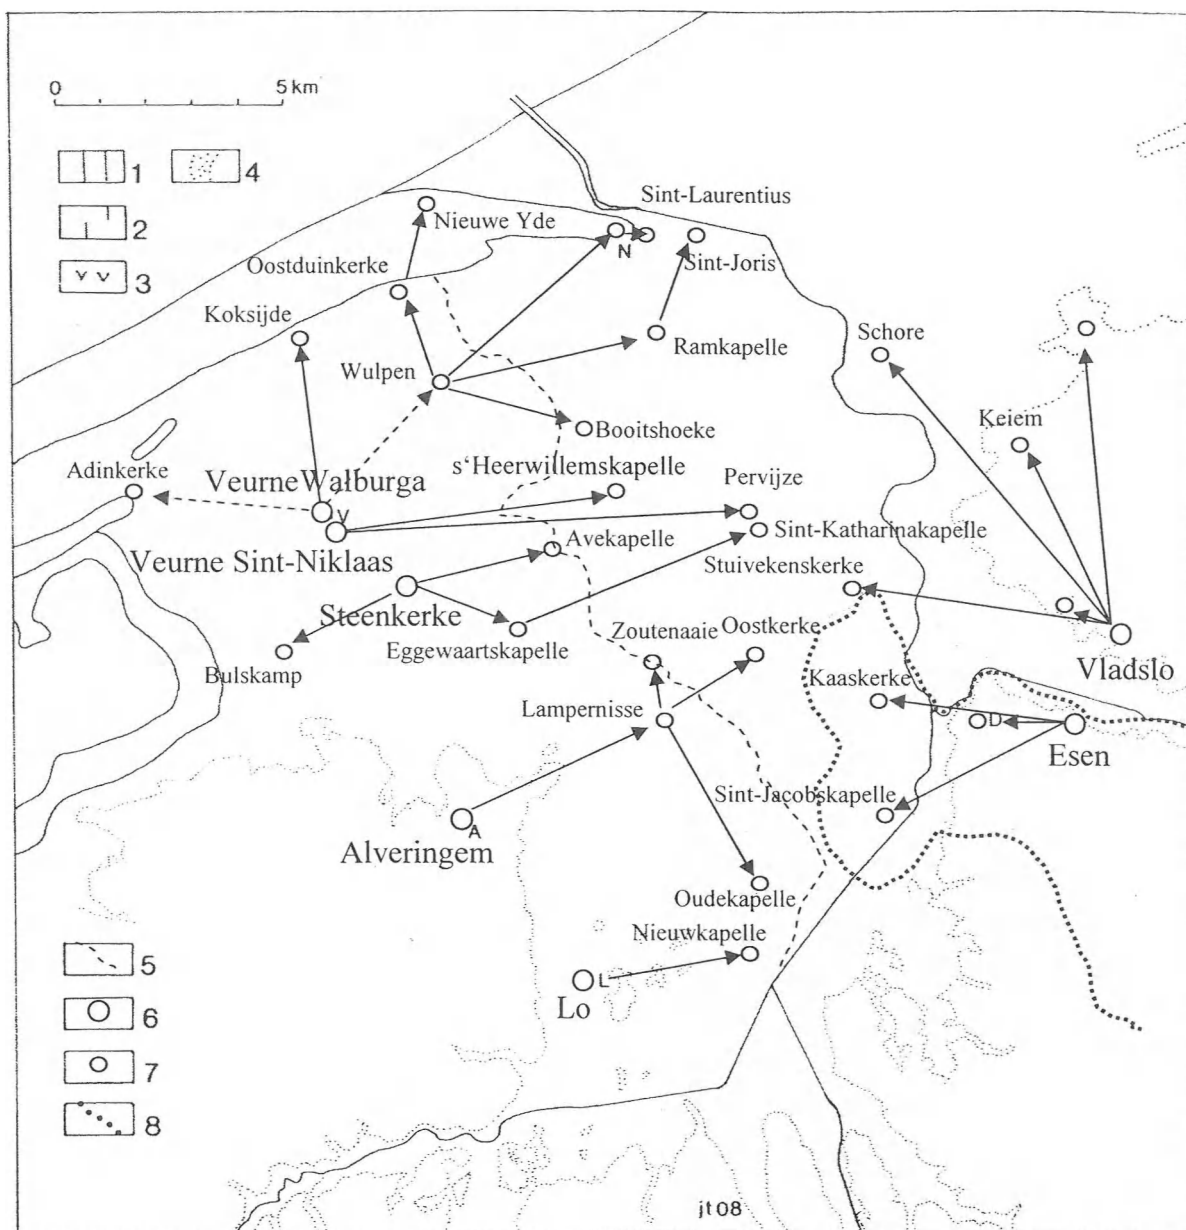 0 5 km
1 4
2
3
Sint-Laurentius
Nieuwe Yde
N
Sint-Joris
Oostduinkerke
Koksijde
Schore
Ramkapelle
Wulpen
Keiem
Booitshoeke
s'Heerwillemskapelle
Adinkerke
Veurne Walburga
Pervijze
V
Sint-Katharinakapelle
Avekapelle
Veurne Sint-Niklaas
Stuivekenskerke
Steenkerke
Zoutenaaie
Oostkerke
Eggewaartskapelle
Vladslo
Bulskamp
Kaaskerke
Lampernisse
D
Esen
Sint-Jacobskapelle
A
Alveringem
Oudekapelle
Nieuwkapelle
5
L
Lo
6
7
8
jt08